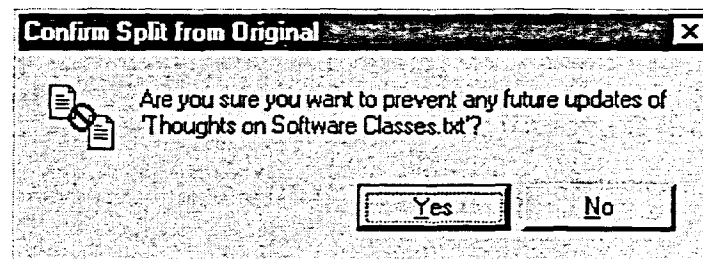 Confirm Split from Original
Are you sure you want to prevent any future updates of
'Thoughts on Software Classes.txt'?
Yes No